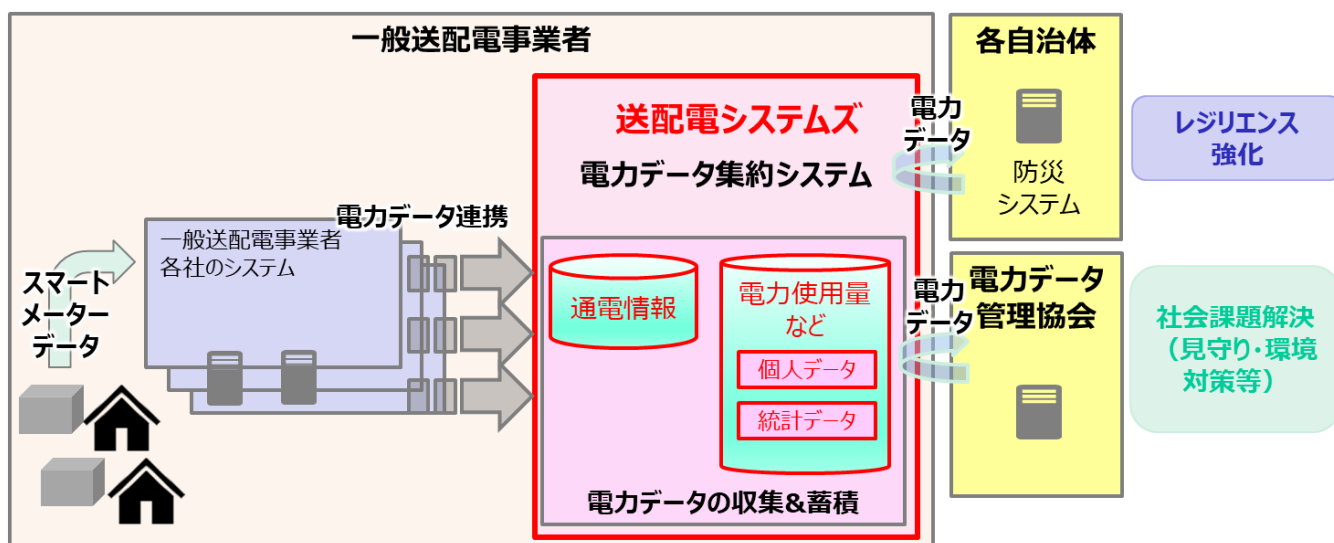 一般送配電事業者
スマート
メーター
データ
一般送配電事業者
各社のシステム
電力データ連携
送配電システムズ
電力データ集約システム
通電情報
電力使用量
など
個人データ
統計データ
電力データの収集&蓄積
電力
データ
各自治体
防災
システム
レジリエンス
強化
電力
データ
電力データ
管理協会
社会課題解決
（見守り・環境
対策等）